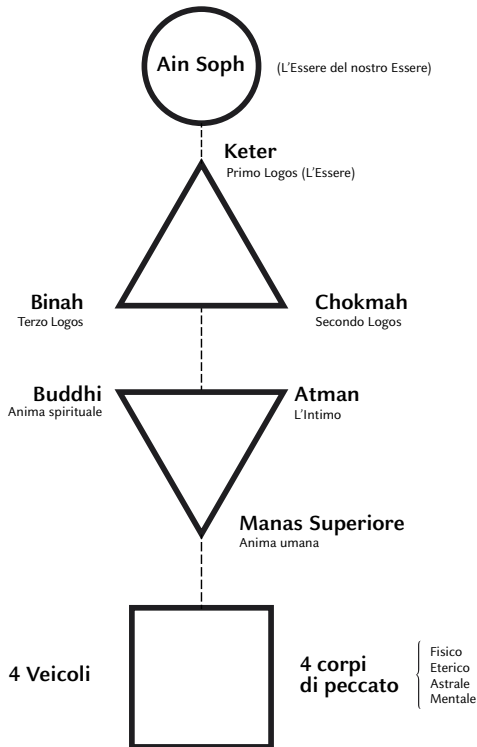 Ain Soph
(L'Essere del nostro Essere)
Keter
Primo Logos (L'Essere)
Binah
Terzo Logos
Chokmah
Secondo Logos
Buddhi
Anima spirituale
Atman
L'Intimo
Manas Superiore
Anima umana
4 Veicoli
4 corpi
di peccato
Fisico
Eterico
Astrale
Mentale